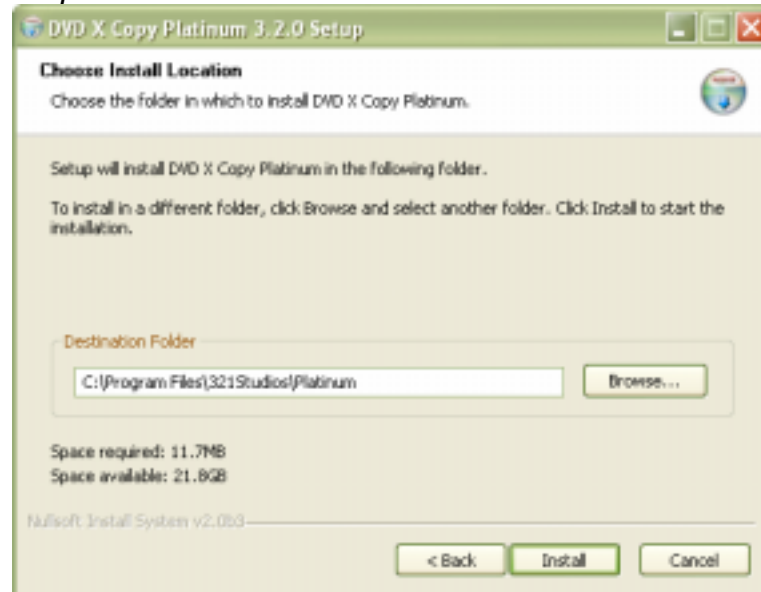 DVD X Copy Platinum 3.2.0 Setup
Choose Install Location
Choose the folder in which to install DVD X Copy Platinum.
Setup will install DVD X Copy Platinum in the following folder.
To install in a different folder, click Browse and select another folder. Click Install to start the
installation.
Destination Folder
C:\Program Files\321Studios\Platinum
Browse...
Space required: 11.7MB
Space available: 21.8GB
Nullsoft Install System v2.0b3
< Back
Install
Cancel